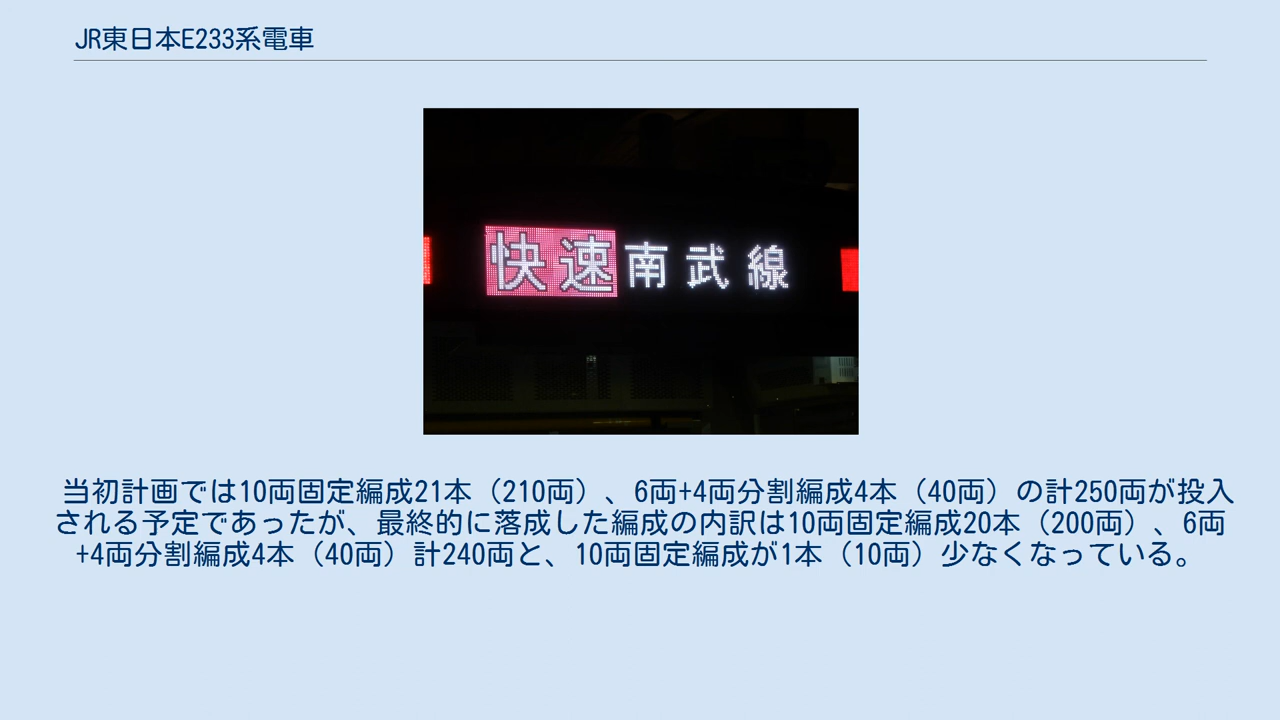 JR東日本E233系電車
快速南武線
当初計画では10両固定編成21本（210両）、6両+4両分割編成4本（40両）の計250両が投入
される予定であったが、最終的に落成した編成の内訳は10両固定編成20本（200両）、6両
+4両分割編成4本（40両）計240両と、10両固定編成が1本（10両）少なくなっている。